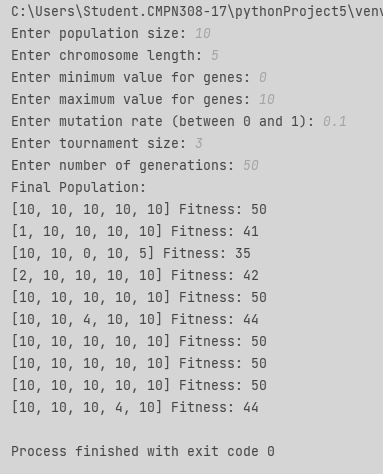 C:\Users\Student.CMPN308-17\pythonProject5\venv
Enter population size: 10
Enter chromosome length: 5
Enter minimum value for genes: 0
Enter maximum value for genes: 10
Enter mutation rate (between 0 and 1): 0.1
Enter tournament size: 3
Enter number of generations: 50
Final Population:
[10, 10, 10, 10, 10] Fitness: 50
[1, 10, 10, 10, 10] Fitness: 41
[10, 10, 0, 10, 5] Fitness: 35
[2, 10, 10, 10, 10] Fitness: 42
[10, 10, 10, 10, 10] Fitness: 50
[10, 10, 4, 10, 10] Fitness: 44
[10, 10, 10, 10, 10] Fitness: 50
[10, 10, 10, 10, 10] Fitness: 50
[10, 10, 10, 10, 10] Fitness: 50
[10, 10, 10, 4, 10] Fitness: 44
Process finished with exit code 0